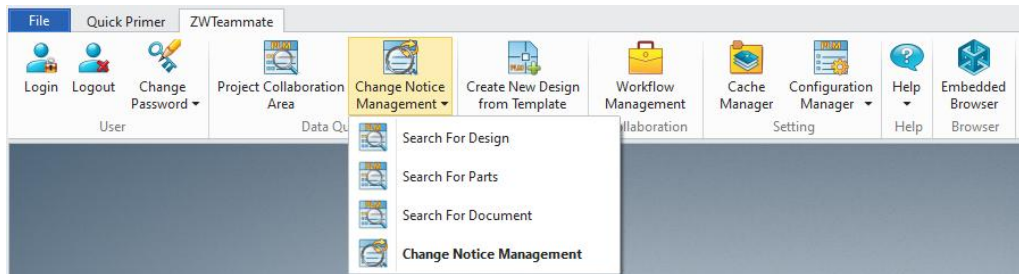 File Quick Primer ZWTeammate
Login Logout Change Password Project Collaboration Area Change Notice Management Create New Design from Template Workflow Management Cache Manager Configuration Manager Help Embedded Browser
User Data Qu llaboration Setting Help Browser
Search For Design
Search For Parts
Search For Document
Change Notice Management